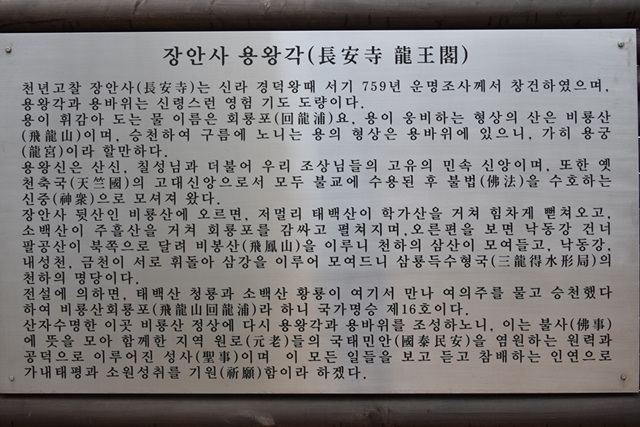 장안사 용왕각(長安寺 龍王閣)
천년고찰 장안사(長安寺)는 신라 경덕왕때 서기 759년 운명조사께서 창건하였으며,
용왕각과 용바위는 신령스런 영험 기도 도량이다.
용이 휘감아 도는 물 이름은 회룡포(回龍浦)요, 용이 웅비하는 형상의 산은 비룡산
(飛龍山)이며, 승천하여 구름에 노니는 용의 형상은 용바위에 있으니, 가히 용궁
(龍宮)이라 할만하다.
용왕신은 산신, 칠성님과 더불어 우리 조상님들의 고유의 민속 신앙이며, 또한 옛
천축국(天竺國)의 고대신앙으로서 모두 불교에 수용된 후 불법(佛法)을 수호하는
신중(神衆)으로 모셔져 왔다.
장안사 뒷산인 비룡산에 오르면, 저멀리 태백산이 학가산을 거쳐 힘차게 뻗쳐오고,
소백산이 주흘산을 거쳐 회룡포를 감싸고 펼쳐지며,오른편을 보면 낙동강 건너
팔공산이 북쪽으로 달려 비봉산(飛鳳山)을 이루니 천하의 삼산이 모여들고, 낙동강,
내성천, 금천이 서로 휘돌아 삼강을 이루어 모여드니 삼룡득수형국(三龍得水形局)의
천하의 명당이다.
전설에 의하면, 태백산 청룡과 소백산 황룡이 여기서 만나 여의주를 물고 승천했다
하여 비룡산회룡포(飛龍山回龍浦)라 하니 국가명승 제16호이다.
산자수명한 이곳 비룡산 정상에 다시 용왕각과 용바위를 조성하노니, 이는 불사(佛事)
에 뜻을 모아 함께한 지역 원로(元老)들의 국태민안(國泰民安)을 염원하는 원력과
공덕으로 이루어진 성사(聖事)이며 이 모든 일들을 보고 듣고 참배하는 인연으로
가내태평과 소원성취를 기원(祈願)함이라 하겠다.